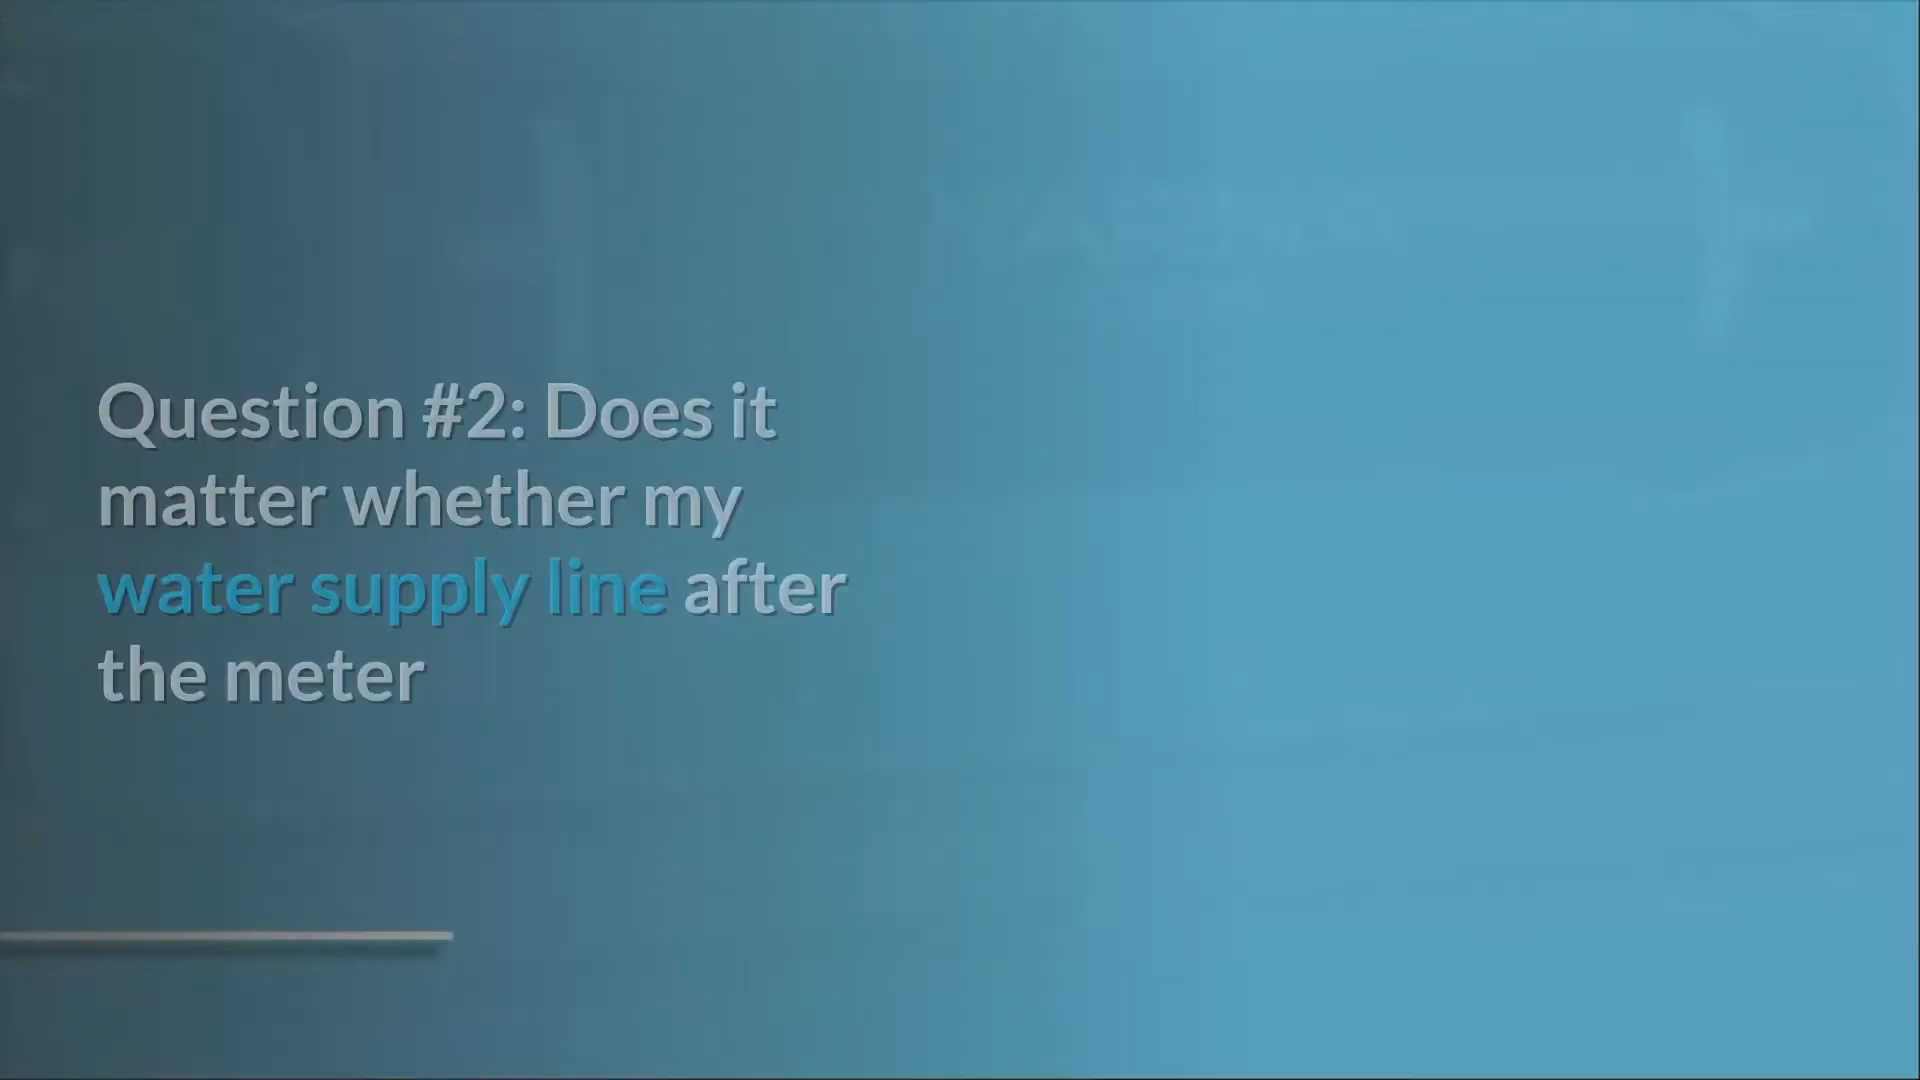 Question #2: Does it
matter whether my
water supply line after
the meter